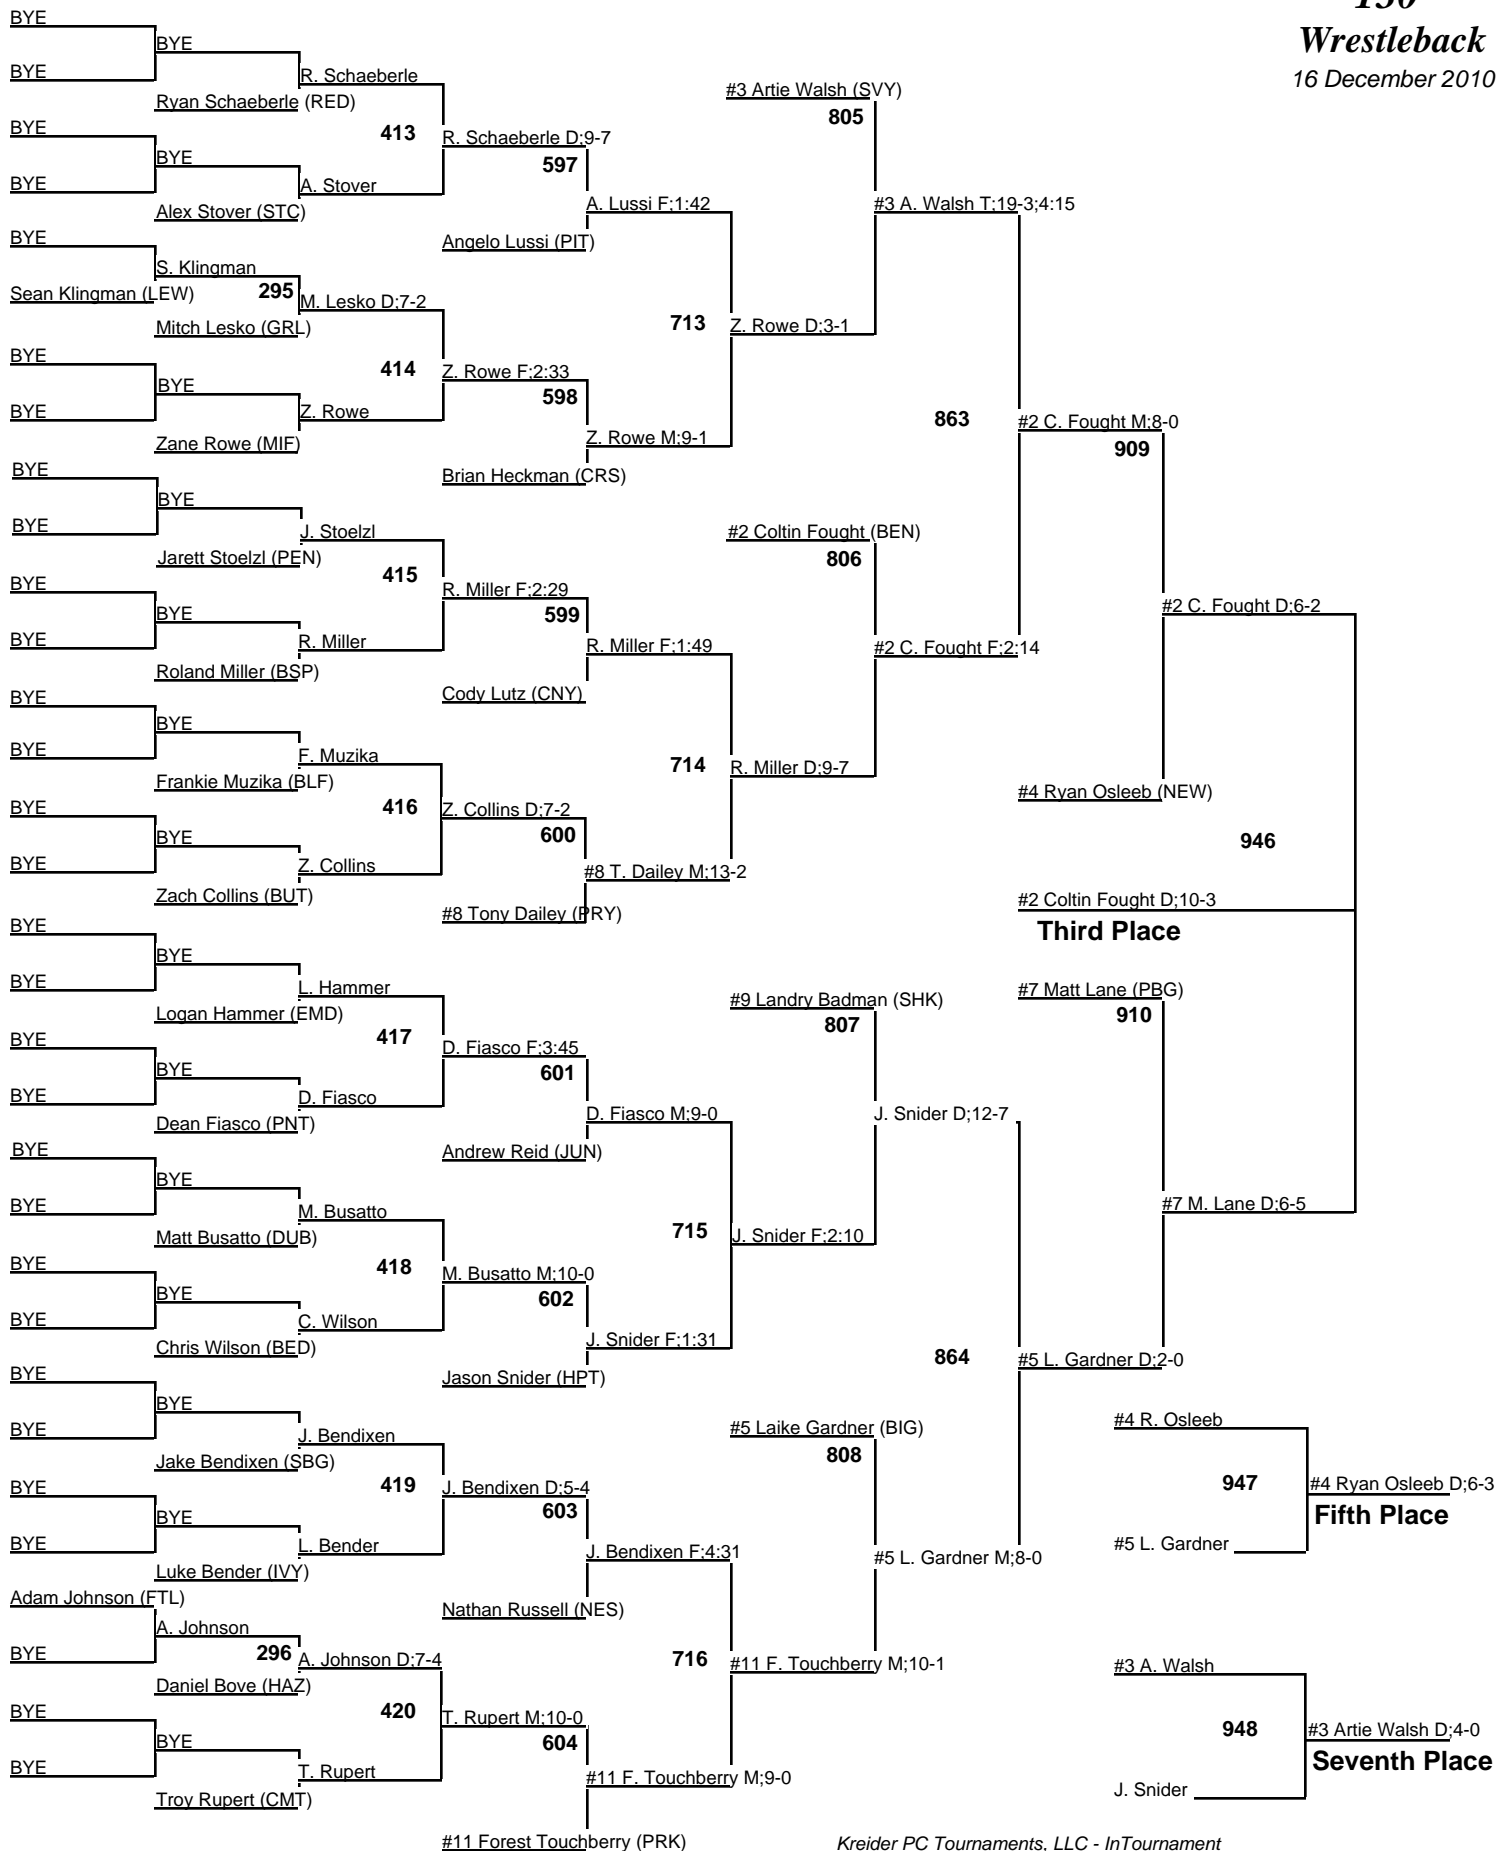 130
Wrestleback
16 December 2010
BYE
BYE
BYE
R. Schaeberle
Ryan Schaeberle (RED)
413
BYE
BYE
BYE
A. Stover
Alex Stover (STC)
R. Schaeberle D;9-7
597
A. Lussi F;1:42
Angelo Lussi (PIT)
BYE
S. Klingman
Sean Klingman (LEW)
295
M. Lesko D;7-2
Mitch Lesko (GRL)
414
BYE
BYE
BYE
Z. Rowe
Zane Rowe (MIF)
Z. Rowe F;2:33
598
Z. Rowe M;9-1
Brian Heckman (CRS)
713
Z. Rowe D;3-1
#3 Artie Walsh (SVY)
805
#3 A. Walsh T;19-3;4:15
BYE
BYE
BYE
J. Stoelzl
Jarett Stoelzl (PEN)
415
BYE
BYE
BYE
R. Miller
Roland Miller (BSP)
R. Miller F;2:29
599
R. Miller F;1:49
Cody Lutz (CNY)
BYE
BYE
BYE
F. Muzika
Frankie Muzika (BLF)
416
BYE
BYE
BYE
Z. Collins
Zach Collins (BUT)
Z. Collins D;7-2
600
#8 T. Dailey M;13-2
#8 Tony Dailey (PRY)
714
R. Miller D;9-7
#2 Coltin Fought (BEN)
806
#2 C. Fought F;2:14
863
#2 C. Fought M;8-0
909
#2 C. Fought D;6-2
#4 Ryan Osleeb (NEW)
946
#2 Coltin Fought D;10-3
Third Place
BYE
BYE
BYE
L. Hammer
Logan Hammer (EMD)
417
BYE
BYE
BYE
D. Fiasco
Dean Fiasco (PNT)
D. Fiasco F;3:45
601
D. Fiasco M;9-0
Andrew Reid (JUN)
BYE
BYE
BYE
M. Busatto
Matt Busatto (DUB)
418
BYE
BYE
BYE
C. Wilson
Chris Wilson (BED)
M. Busatto M;10-0
602
J. Snider F;1:31
Jason Snider (HPT)
715
J. Snider F;2:10
#9 Landry Badman (SHK)
807
J. Snider D;12-7
BYE
BYE
BYE
J. Bendixen
Jake Bendixen (SBG)
419
BYE
BYE
BYE
L. Bender
Luke Bender (IVY)
J. Bendixen D;5-4
603
J. Bendixen F;4:31
Nathan Russell (NES)
Adam Johnson (FTL)
A. Johnson
BYE
296
A. Johnson D;7-4
Daniel Bove (HAZ)
420
BYE
BYE
BYE
T. Rupert
Troy Rupert (CMT)
T. Rupert M;10-0
604
#11 F. Touchberry M;9-0
#11 Forest Touchberry (PRK)
716
#11 F. Touchberry M;10-1
#5 Laike Gardner (BIG)
808
#5 L. Gardner M;8-0
864
#5 L. Gardner D;2-0
#7 Matt Lane (PBG)
910
#7 M. Lane D;6-5
#4 R. Osleeb
947
#4 Ryan Osleeb D;6-3
Fifth Place
#5 L. Gardner
#3 A. Walsh
948
#3 Artie Walsh D;4-0
Seventh Place
J. Snider
Kreider PC Tournaments, LLC - InTournament